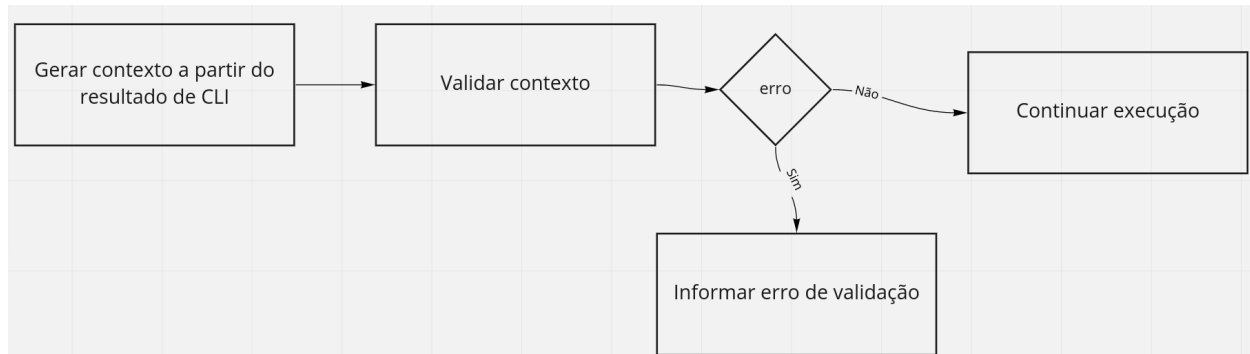 Gerar contexto a partir do
resultado de CLI
Validar contexto
erro
Não
Continuar execução
Sim
Informar erro de validação